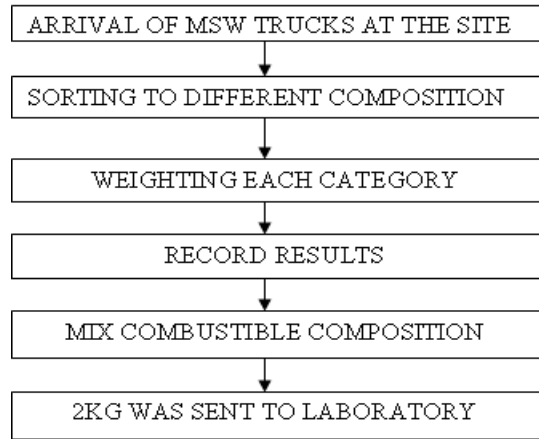 ARRIVAL OF MSW TRUCKS AT THE SITE
SORTING TO DIFFERENT COMPOSITION
WEIGHTING EACH CATEGORY
RECORD RESULTS
MIX COMBUSTIBLE COMPOSITION
2KG WAS SENT TO LABORATORY